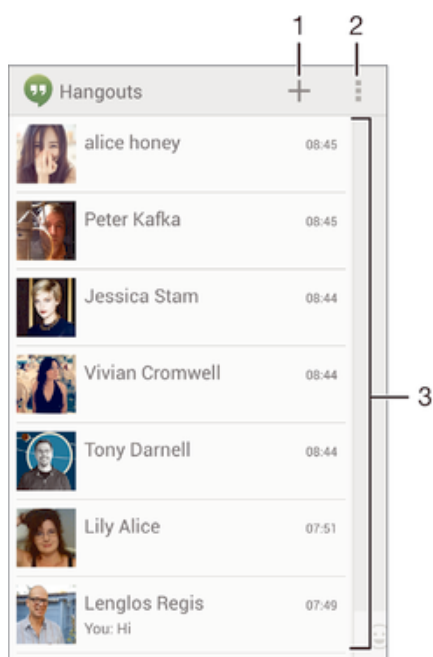 1 2
Hangouts
alice honey 08:45
Peter Kafka 08:45
Jessica Stam 08:44
Vivian Cromwell 08:44
3
Tony Darnell 08:44
Lily Alice 07:51
Lenglos Regis 07:49
You: Hi